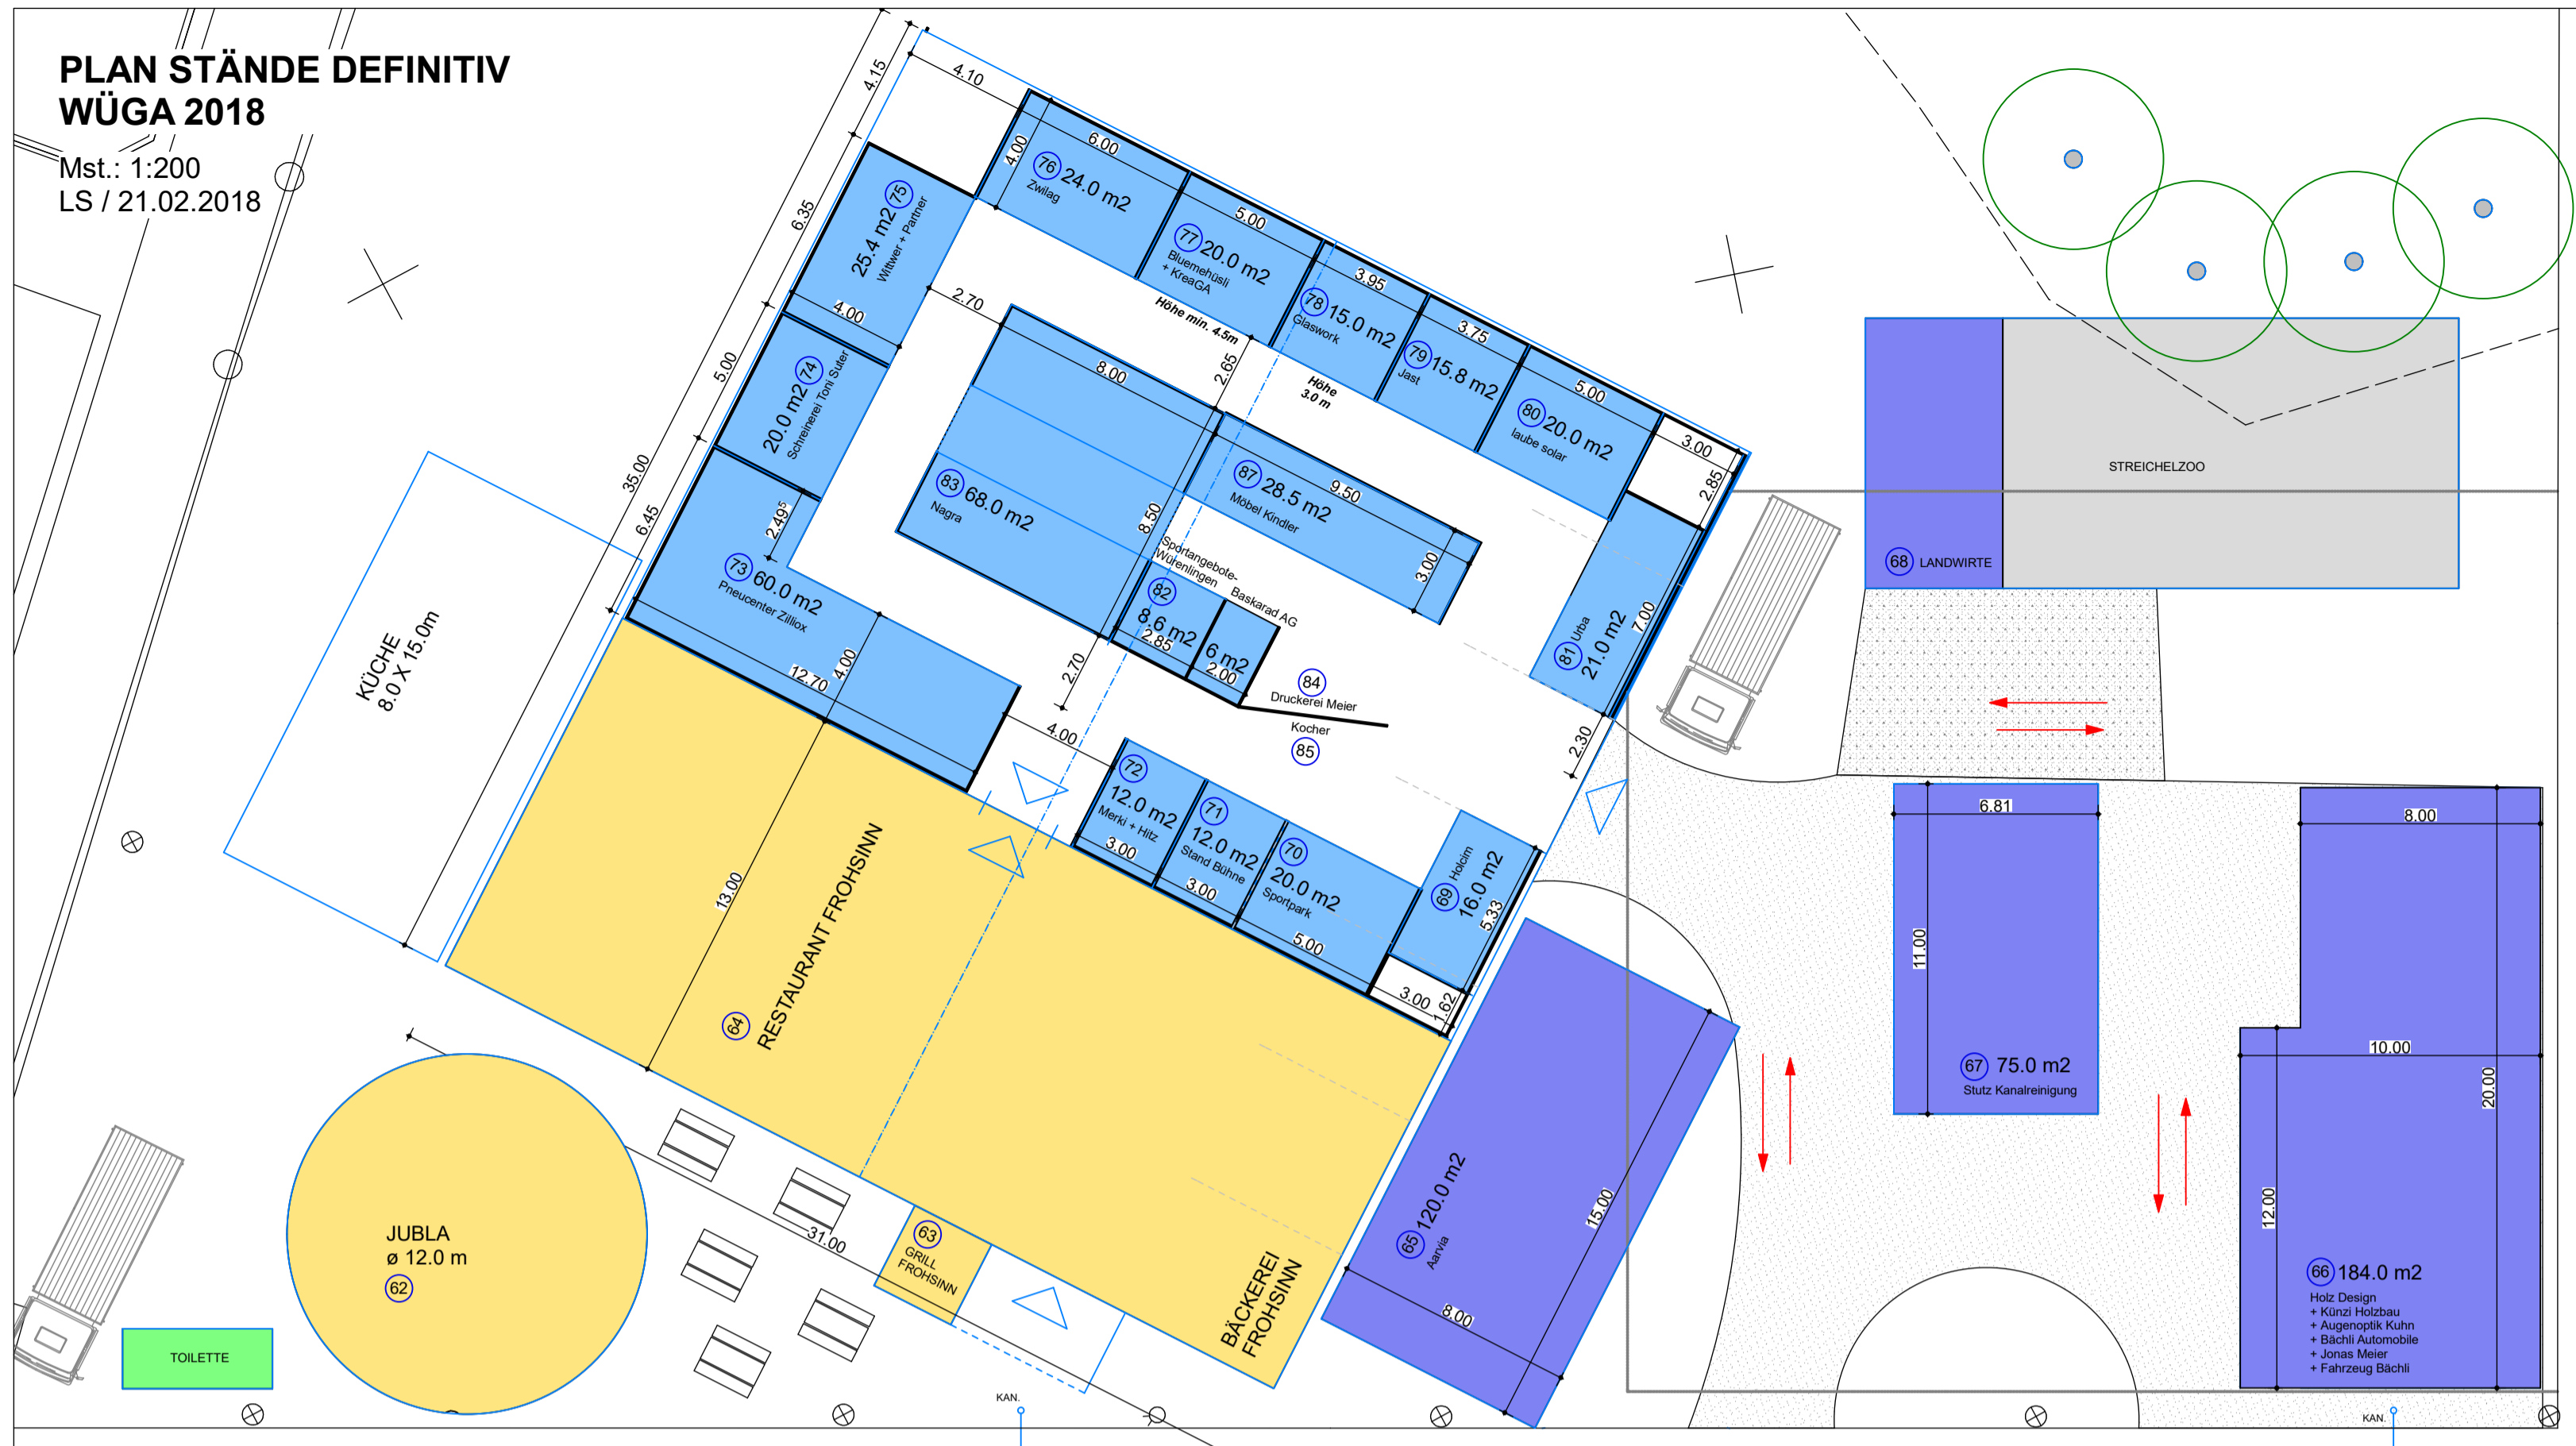 PLAN STÄNDE DEFINITIV
WÜGA 2018
Mst.: 1:200
LS / 21.02.2018
4.15
4.10
6.35
5.00
35.00
6.45
76 24.0 m2
Zwilag
6.00
4.00
77 20.0 m2
Bluemehüsli
+ KreaGA
5.00
78 15.0 m2
Glaswork
3.95
79 15.8 m2
Jast
3.75
80 20.0 m2
laube solar
5.00
3.00
2.85
25.4 m2 75
Wittwer + Partner
4.00
20.0 m2 74
Schreinerei Toni Suter
2.49⁵
73 60.0 m2
Pneucenter Zilliox
12.70
4.00
2.70
8.00
Höhe min. 4.5m
2.65
Höhe
3.0 m
83 68.0 m2
Nagra
8.50
87 28.5 m2
Möbel Kindler
9.50
3.00
Sportangebote-
Würenlingen
82
8.6 m2
2.85
Baskarad AG
6 m2
2.00
2.70
84
Druckerei Meier
Kocher
85
81 Urba
21.0 m2
7.00
2.30
4.00
72
12.0 m2
Merki + Hitz
3.00
71
12.0 m2
Stand Bühne
3.00
70
20.0 m2
Sportpark
5.00
69 Holcim
16.0 m2
5.33
3.00
1.62
KÜCHE
8.0 X 15.0m
13.00
64
RESTAURANT FROHSINN
BÄCKEREI
FROHSINN
63
GRILL
FROHSINN
31.00
JUBLA
ø 12.0 m
62
TOILETTE
KAN.
65 120.0 m2
Aarvia
15.00
8.00
STREICHELZOO
68 LANDWIRTE
6.81
11.00
67 75.0 m2
Stutz Kanalreinigung
8.00
10.00
20.00
12.00
66 184.0 m2
Holz Design
+ Künzi Holzbau
+ Augenoptik Kuhn
+ Bächli Automobile
+ Jonas Meier
+ Fahrzeug Bächli
KAN.